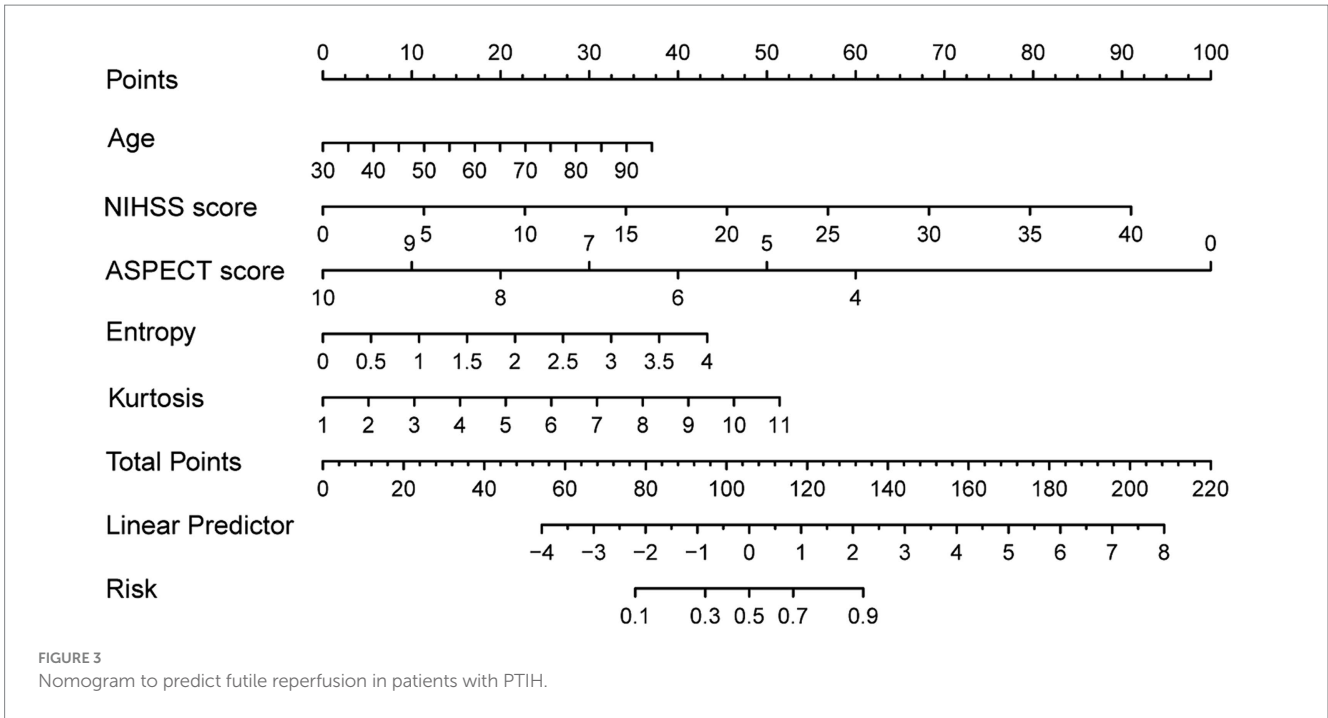 0 10 20 30 40 50 60 70 80 90 100
Points
Age
30 40 50 60 70 80 90
NIHSS score
0 5 10 15 20 25 30 35 40
9 7 5 0
ASPECT score
10 8 6 4
Entropy
0 0.5 1 1.5 2 2.5 3 3.5 4
Kurtosis
1 2 3 4 5 6 7 8 9 10 11
Total Points
0 20 40 60 80 100 120 140 160 180 200 220
Linear Predictor
−4 −3 −2 −1 0 1 2 3 4 5 6 7 8
Risk
0.1 0.3 0.5 0.7 0.9
FIGURE 3
Nomogram to predict futile reperfusion in patients with PTIH.